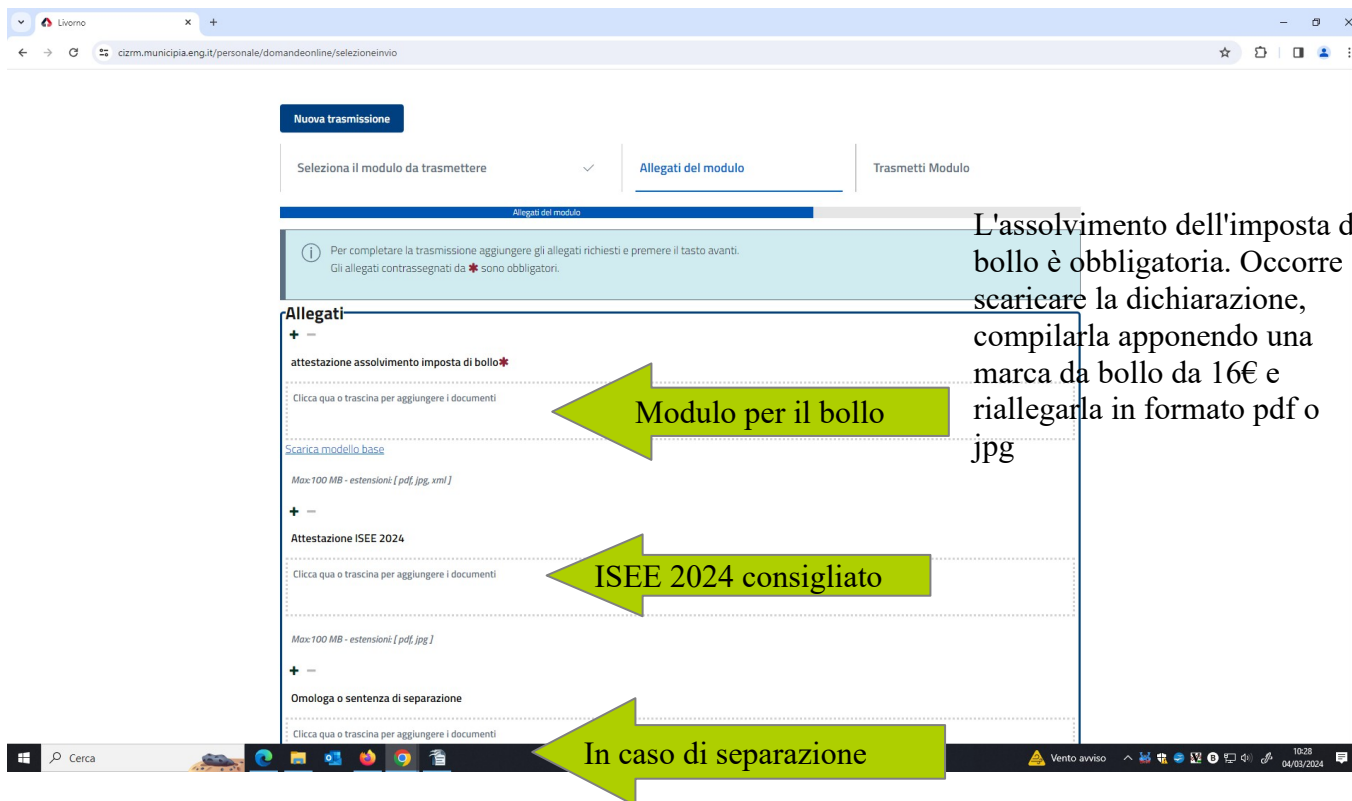 Livorno
cizrm.municipia.eng.it/personale/domandeonline/selezioneinvio
Nuova trasmissione
Seleziona il modulo da trasmettere
Allegati del modulo
Trasmetti Modulo
Allegati del modulo
Per completare la trasmissione aggiungere gli allegati richiesti e premere il tasto avanti.
Gli allegati contrassegnati da * sono obbligatori.
L'assolvimento dell'imposta d
bollo è obbligatoria. Occorre
scaricare la dichiarazione,
compilarla apponendo una
marca da bollo da 16€ e
riallegarla in formato pdf o
jpg
Allegati
+ −
attestazione assolvimento imposta di bollo*
Clicca qua o trascina per aggiungere i documenti
Modulo per il bollo
Scarica modello base
Max:100 MB - estensioni: [ pdf, jpg, xml ]
+ −
Attestazione ISEE 2024
Clicca qua o trascina per aggiungere i documenti
ISEE 2024 consigliato
Max:100 MB - estensioni: [ pdf, jpg ]
+ −
Omologa o sentenza di separazione
Clicca qua o trascina per aggiungere i documenti
In caso di separazione
Cerca
Vento avviso
10:28
04/03/2024